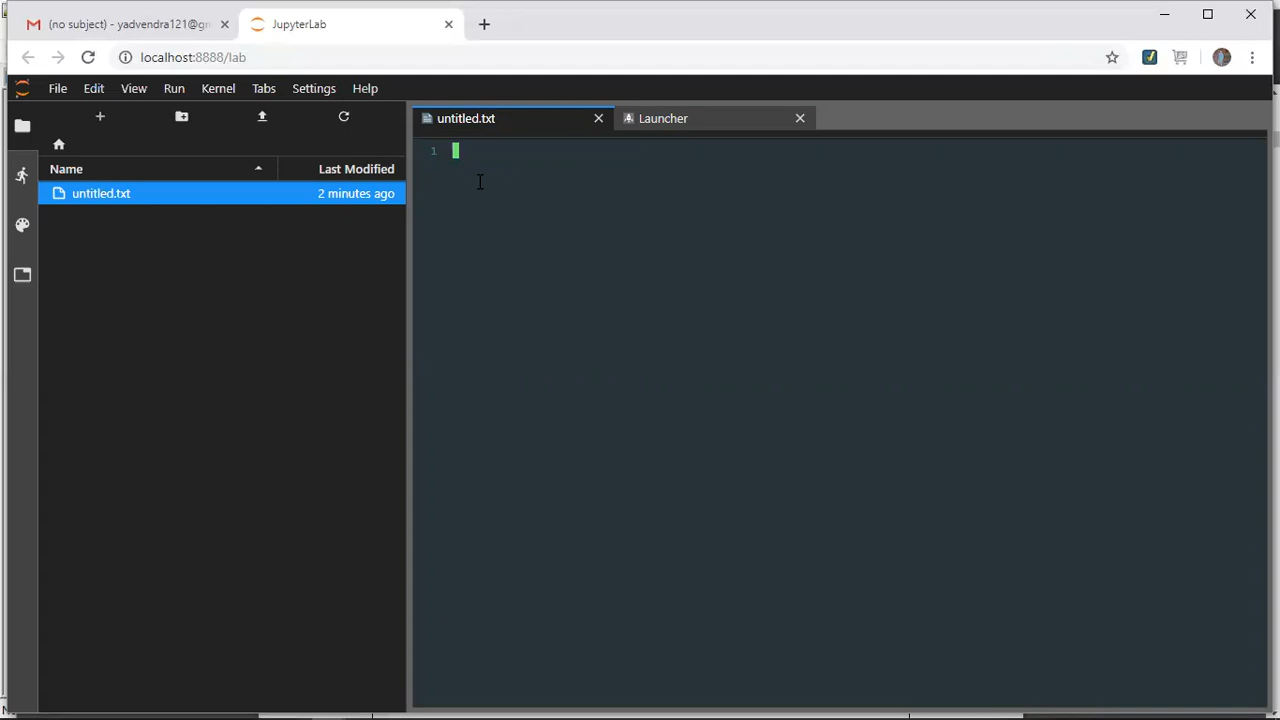 (no subject) - yadvendra121@gm
JupyterLab
localhost:8888/lab
File Edit View Run Kernel Tabs Settings Help
untitled.txt
Launcher
1
Name Last Modified
untitled.txt 2 minutes ago